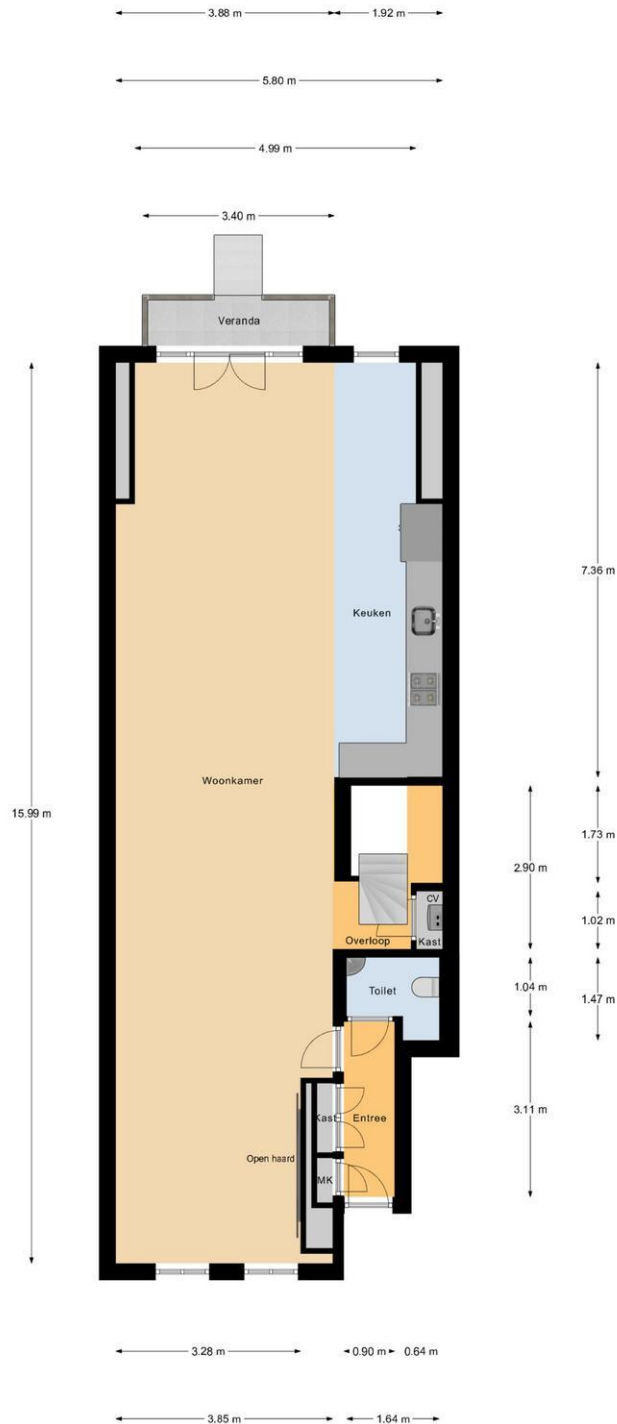 3.88 m
1.92 m
5.80 m
4.99 m
3.40 m
Veranda
7.36 m
Keuken
Woonkamer
15.99 m
1.73 m
2.90 m
CV
1.02 m
Overloop
Kast
1.04 m
Toilet
1.47 m
3.11 m
Kast
Entree
Open haard
MK
3.28 m
0.90 m
0.64 m
3.85 m
1.64 m